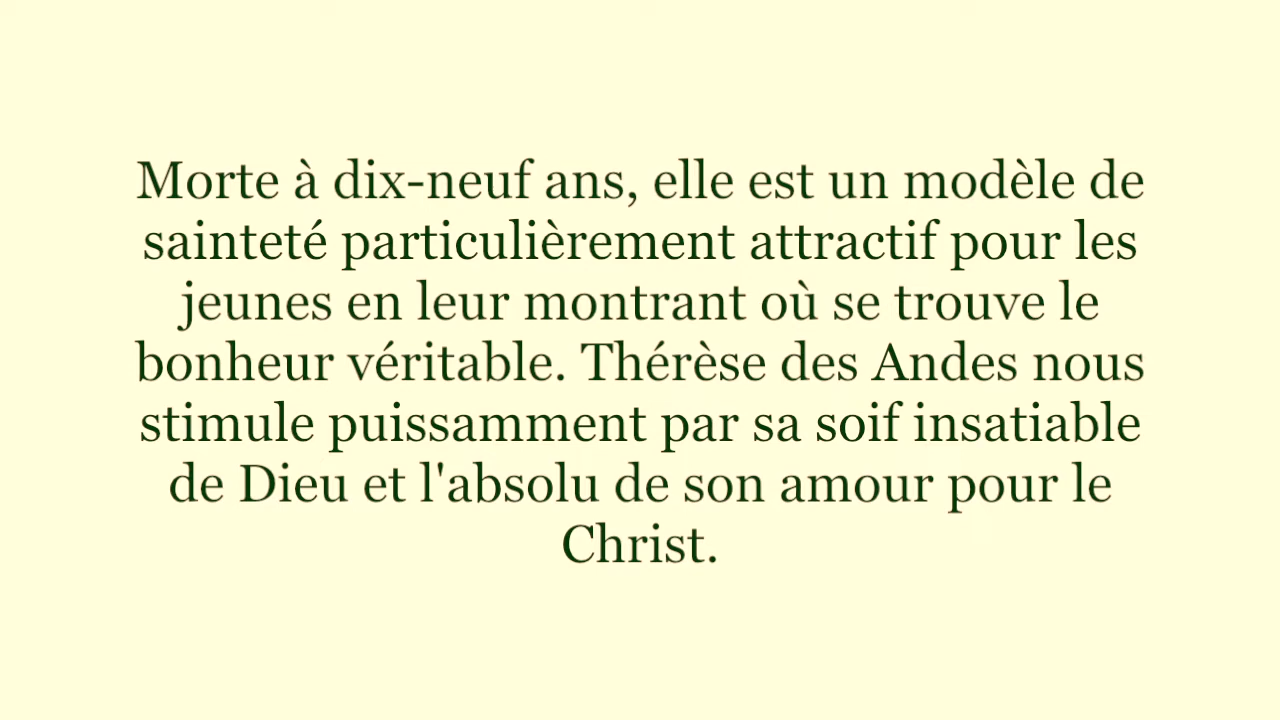 Morte à dix-neuf ans, elle est un modèle de
sainteté particulièrement attractif pour les
jeunes en leur montrant où se trouve le
bonheur véritable. Thérèse des Andes nous
stimule puissamment par sa soif insatiable
de Dieu et l'absolu de son amour pour le
Christ.